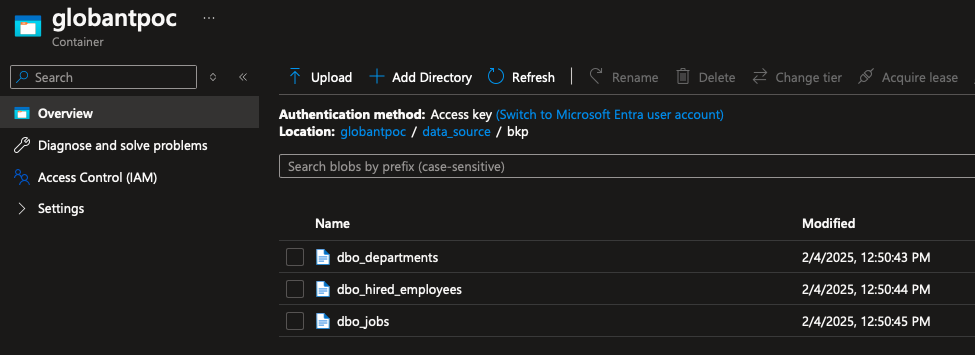 globantpoc ...
Container
Search
Overview
Diagnose and solve problems
Access Control (IAM)
Settings
Upload Add Directory Refresh Rename Delete Change tier Acquire lease
Authentication method: Access key (Switch to Microsoft Entra user account)
Location: globantpoc / data_source / bkp
Search blobs by prefix (case-sensitive)
Name Modified
dbo_departments 2/4/2025, 12:50:43 PM
dbo_hired_employees 2/4/2025, 12:50:44 PM
dbo_jobs 2/4/2025, 12:50:45 PM